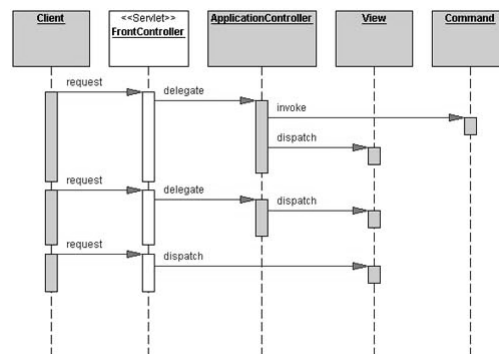 Client
<<Servlet>>
FrontController
ApplicationController
View
Command
request
delegate
invoke
dispatch
request
delegate
dispatch
request
dispatch